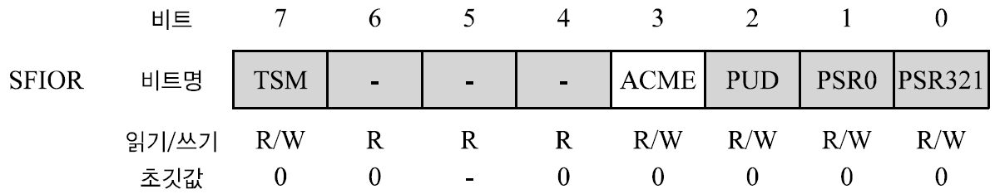 비트 7 6 5 4 3 2 1 0
SFIOR 비트명 TSM - - - ACME PUD PSR0 PSR321
읽기/쓰기 R/W R R R R/W R/W R/W R/W
초깃값 0 0 - 0 0 0 0 0